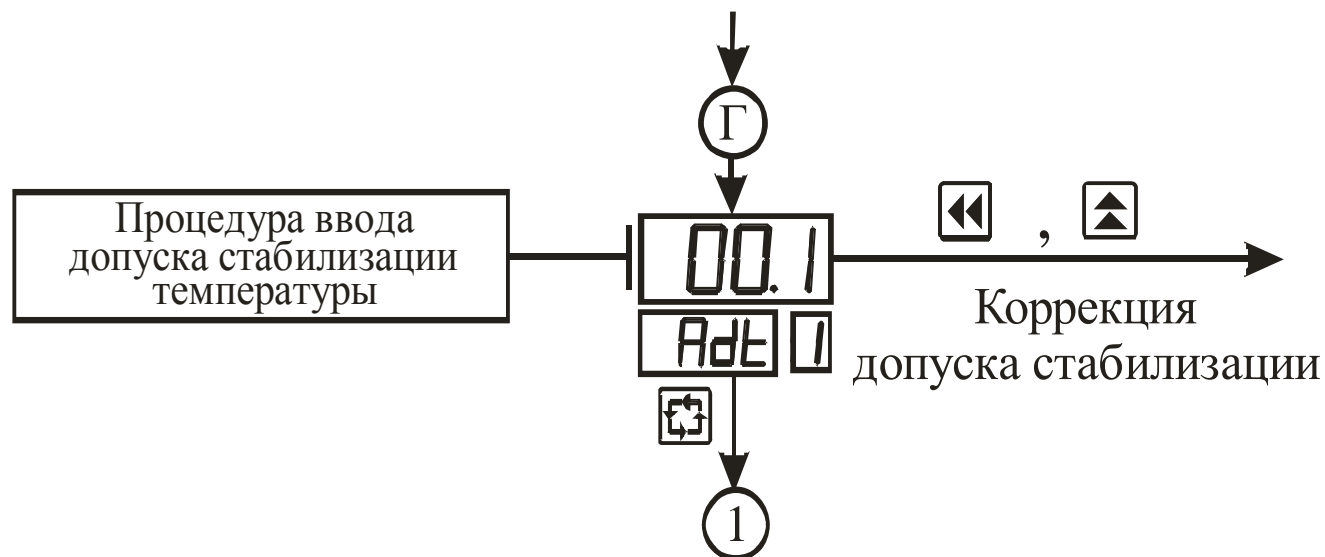 Г
Процедура ввода
допуска стабилизации
температуры
00.1
,
Коррекция
допуска стабилизации
Adt 1
1